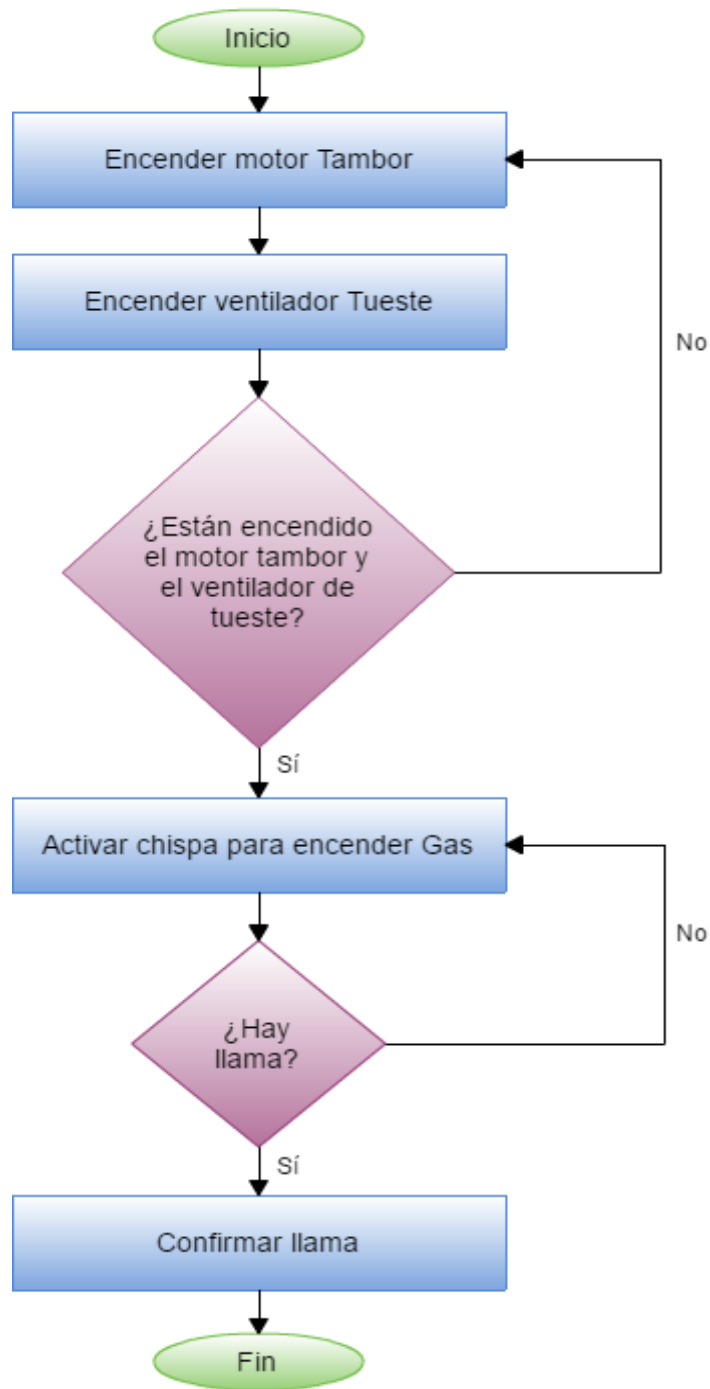 Inicio
Encender motor Tambor
Encender ventilador Tueste
No
¿Están encendido
el motor tambor y
el ventilador de
tueste?
Sí
Activar chispa para encender Gas
No
¿Hay
llama?
Sí
Confirmar llama
Fin